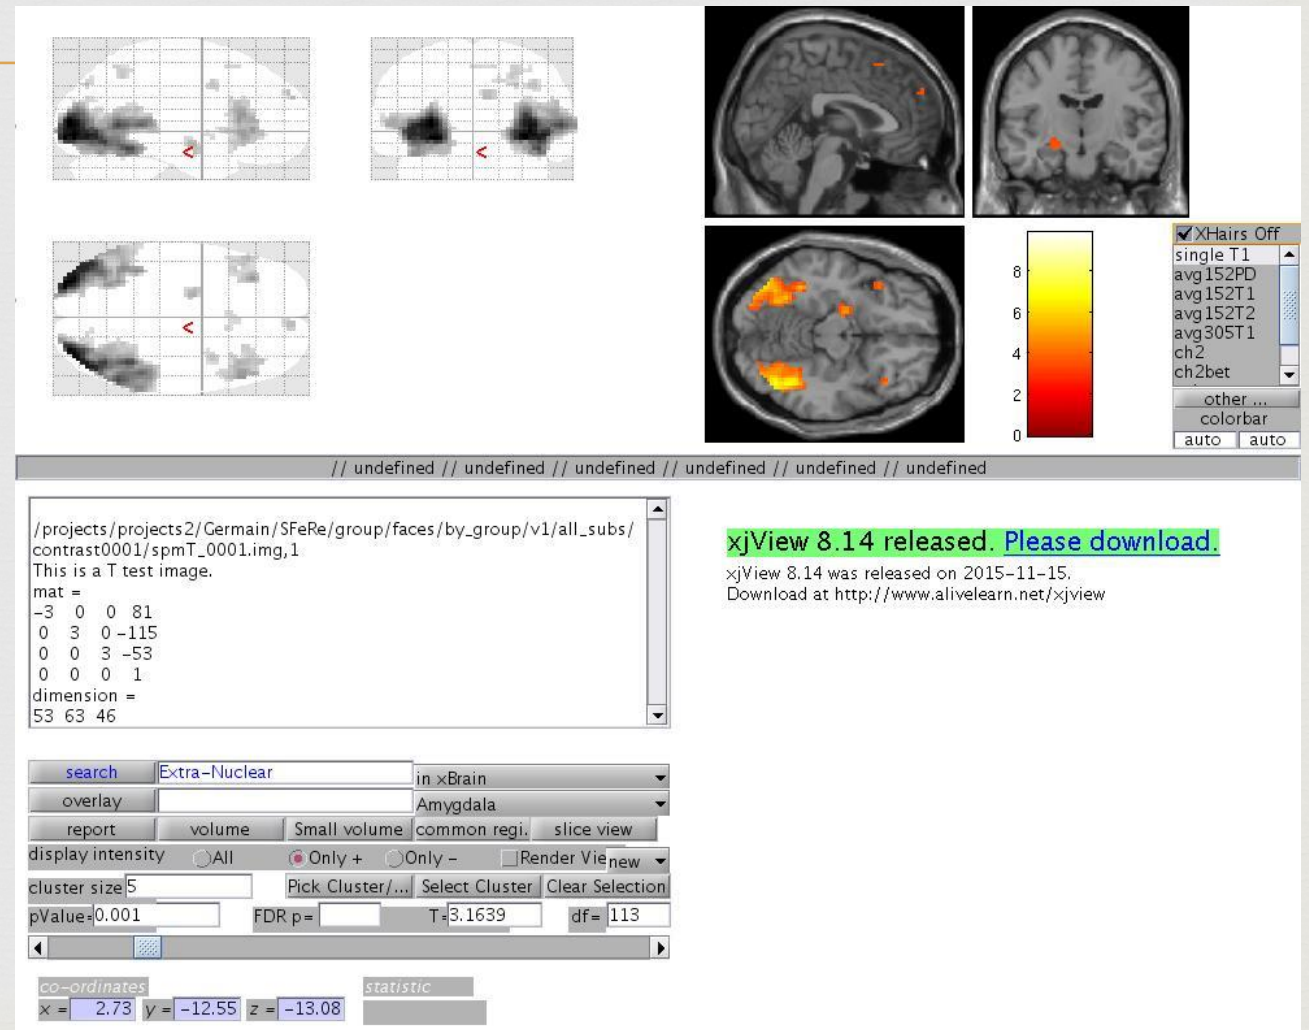 <
<
<
8
6
4
2
0
XHairs Off
single T1
avg152PD
avg152T1
avg152T2
avg305T1
ch2
ch2bet
other ...
colorbar
auto auto
// undefined // undefined // undefined // undefined // undefined // undefined
/projects/projects2/Germain/SFeRe/group/faces/by_group/v1/all_subs/
contrast0001/spmT_0001.img,1
This is a T test image.
mat =
-3 0 0 81
0 3 0 -115
0 0 3 -53
0 0 0 1
dimension =
53 63 46
xjView 8.14 released. Please download.
xjView 8.14 was released on 2015-11-15.
Download at http://www.alivelearn.net/xjview
search Extra-Nuclear in xBrain
overlay Amygdala
report volume Small volume common regi. slice view
display intensity All Only + Only - Render Vie new
cluster size 5 Pick Cluster/... Select Cluster Clear Selection
pValue= 0.001 FDR p= T= 3.1639 df= 113
co-ordinates statistic
x = 2.73 y = -12.55 z = -13.08